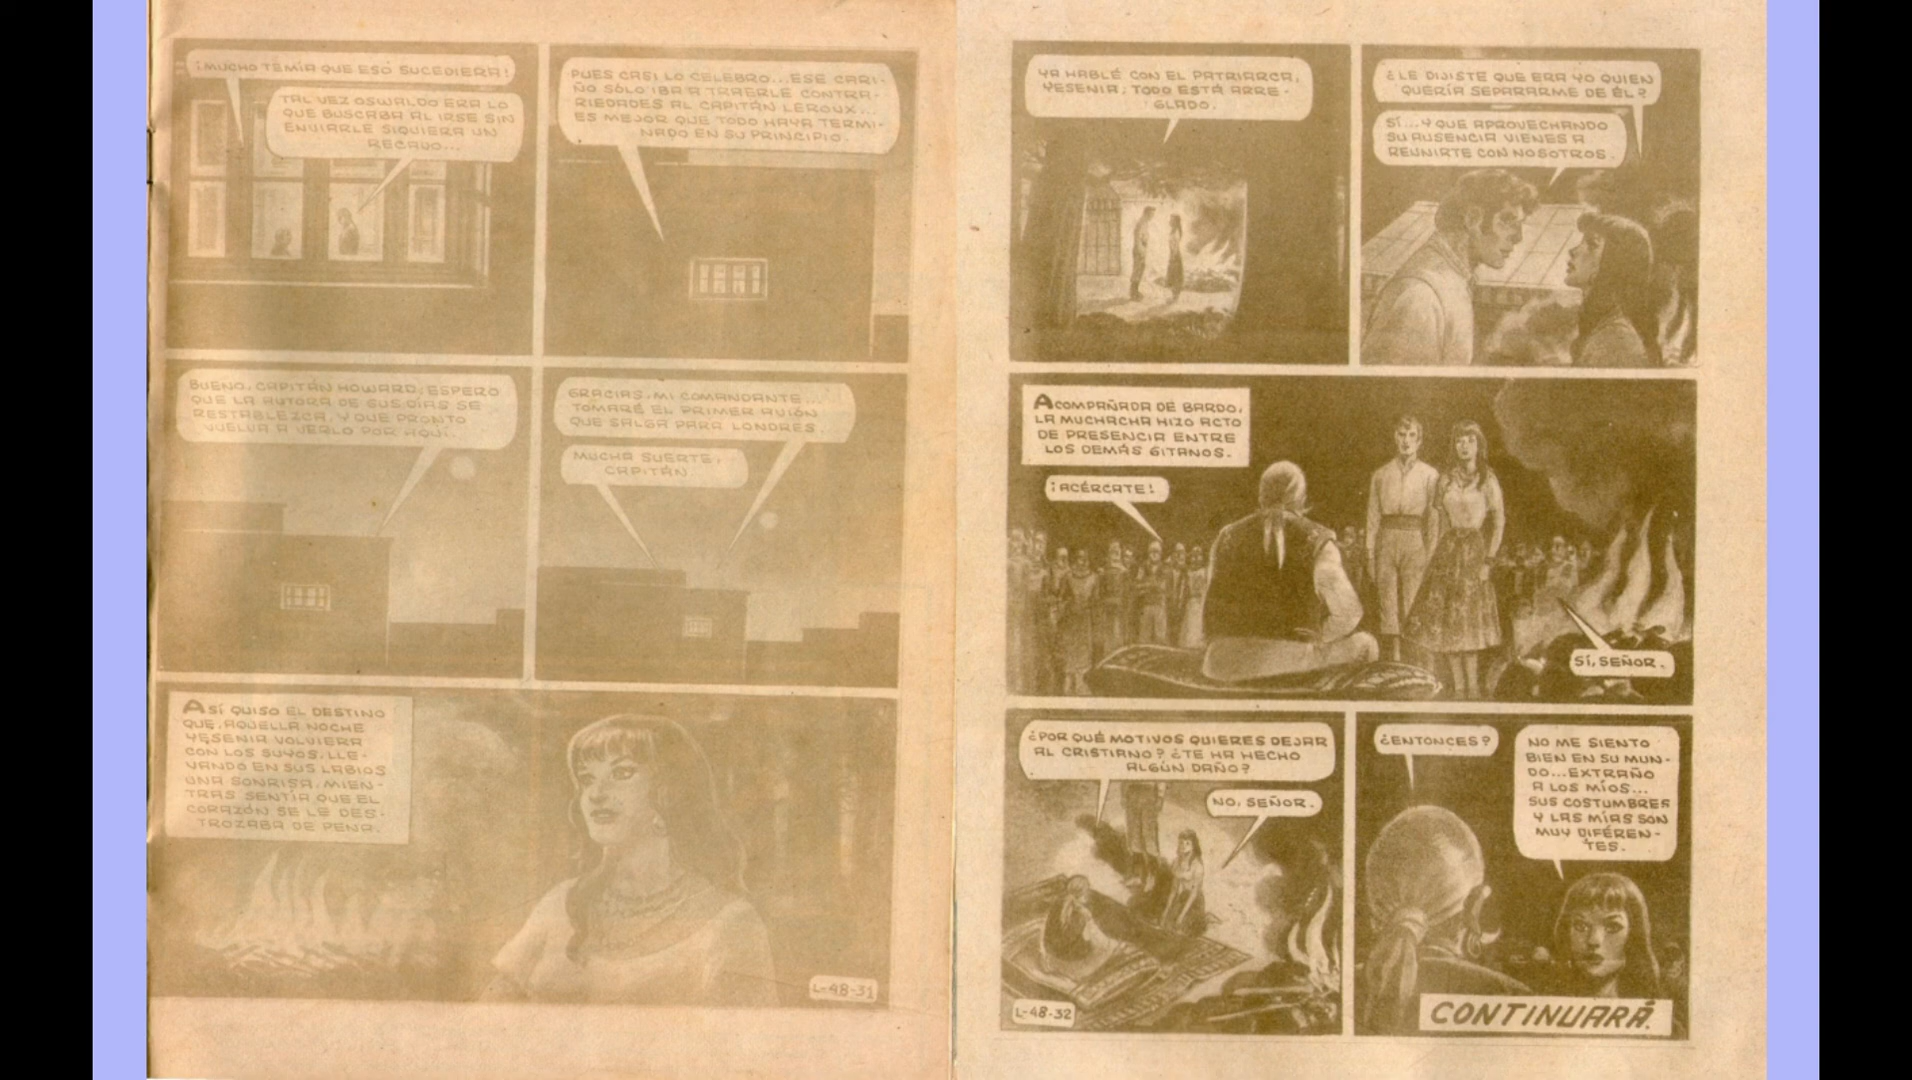 ¡MUCHO TEMÍA QUE ESO SUCEDIERA!
TAL VEZ OSWALDO ERA LO
QUE BUSCABA AL IRSE SIN
ENVIARLE SIQUIERA UN
RECADO...
PUES CASI LO CELEBRO...ESE CARI-
ÑO SÓLO IBA A TRAERLE CONTRA-
RIEDADES AL CAPITÁN LEROUX...
ES MEJOR QUE TODO HAYA TERMI-
NADO EN SU PRINCIPIO.
BUENO, CAPITÁN HOWARD; ESPERO
QUE LA AUTORA DE SUS DÍAS SE
RESTABLEZCA, Y QUE PRONTO
VUELVA A VERLO POR AQUÍ.
GRACIAS, MI COMANDANTE...
TOMARÉ EL PRIMER AVIÓN
QUE SALGA PARA LONDRES.
MUCHA SUERTE,
CAPITÁN.
ASÍ QUISO EL DESTINO
QUE, AQUELLA NOCHE
YESENIA VOLVIERA
CON LOS SUYOS, LLE-
VANDO EN SUS LABIOS
UNA SONRISA, MIEN-
TRAS SENTÍA QUE EL
CORAZÓN SE LE DES-
TROZABA DE PENA.
L-48-31
YA HABLÉ CON EL PATRIARCA,
YESENIA; TODO ESTÁ ARRE-
GLADO.
¿LE DIJISTE QUE ERA YO QUIEN
QUERÍA SEPARARME DE ÉL?
SÍ...Y QUE APROVECHANDO
SU AUSENCIA VIENES A
REUNIRTE CON NOSOTROS.
ACOMPAÑADA DE BARDO,
LA MUCHACHA HIZO ACTO
DE PRESENCIA ENTRE
LOS DEMÁS GITANOS.
¡ACÉRCATE!
SÍ, SEÑOR.
¿POR QUÉ MOTIVOS QUIERES DEJAR
AL CRISTIANO? ¿TE HA HECHO
ALGÚN DAÑO?
NO, SEÑOR.
L-48-32
¿ENTONCES?
NO ME SIENTO
BIEN EN SU MUN-
DO...EXTRAÑO
A LOS MÍOS...
SUS COSTUMBRES
Y LAS MÍAS SON
MUY DIFÉREN-
TES.
CONTINUARÁ.